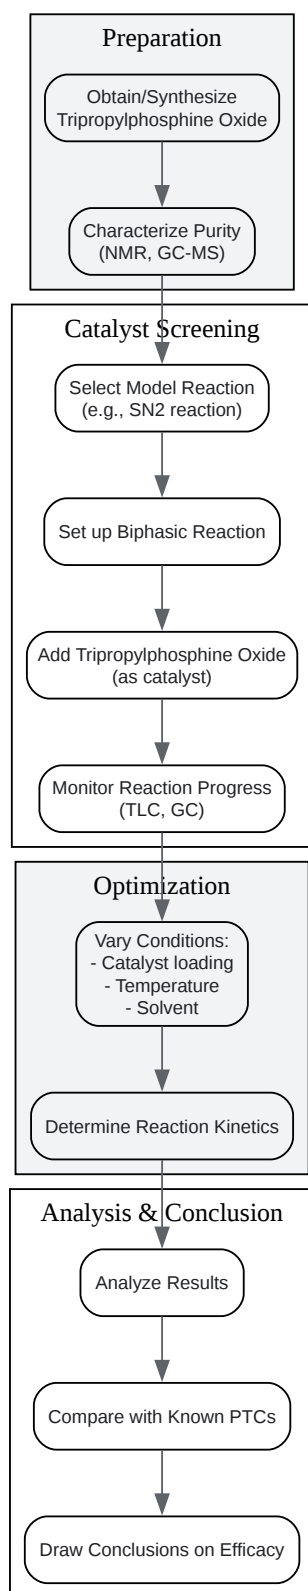 Preparation
Obtain/Synthesize
Tripropylphosphine Oxide
Characterize Purity
(NMR, GC-MS)
Catalyst Screening
Select Model Reaction
(e.g., SN2 reaction)
Set up Biphasic Reaction
Add Tripropylphosphine Oxide
(as catalyst)
Monitor Reaction Progress
(TLC, GC)
Optimization
Vary Conditions:
- Catalyst loading
- Temperature
- Solvent
Determine Reaction Kinetics
Analysis & Conclusion
Analyze Results
Compare with Known PTCs
Draw Conclusions on Efficacy